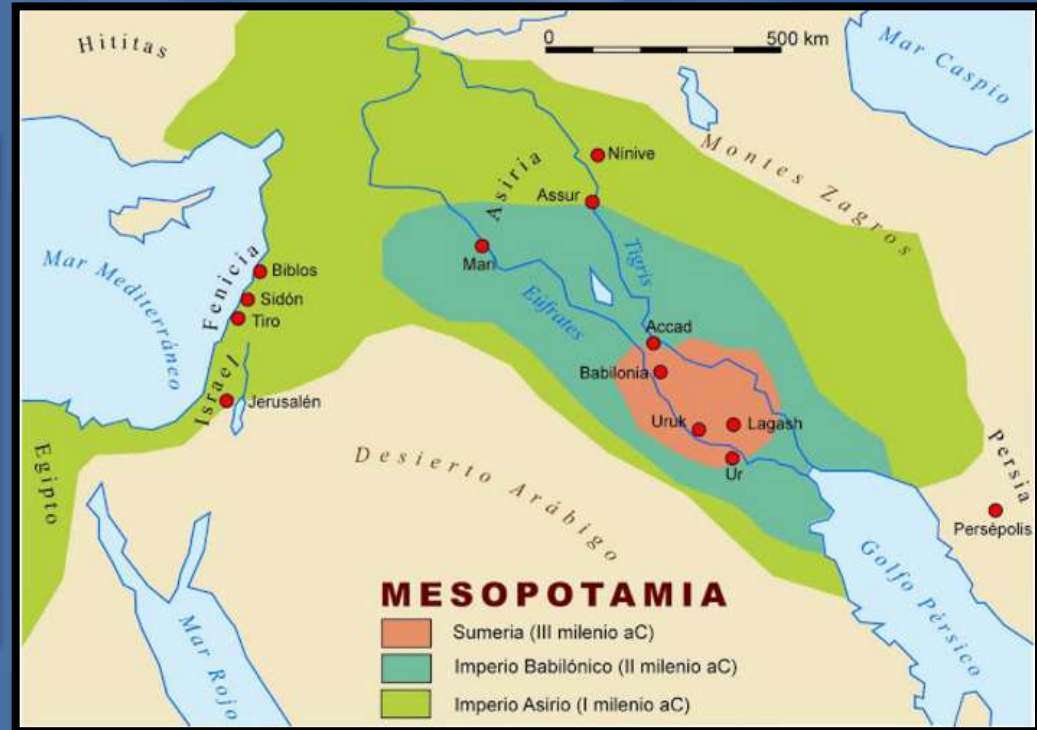 Hititas
0 500 km
Mar Caspio
Montes Zagros
Nínive
Asiria
Assur
Mari
Tigris
Eufrates
Mar Mediterráneo
Fenicia
Biblos
Sidón
Tiro
Israel
Jerusalén
Accad
Babilonia
Uruk
Lagash
Ur
Egipto
Desierto Arábigo
Persia
Persépolis
Golfo Pérsico
Mar Rojo
MESOPOTAMIA
Sumeria (III milenio aC)
Imperio Babilónico (II milenio aC)
Imperio Asirio (I milenio aC)